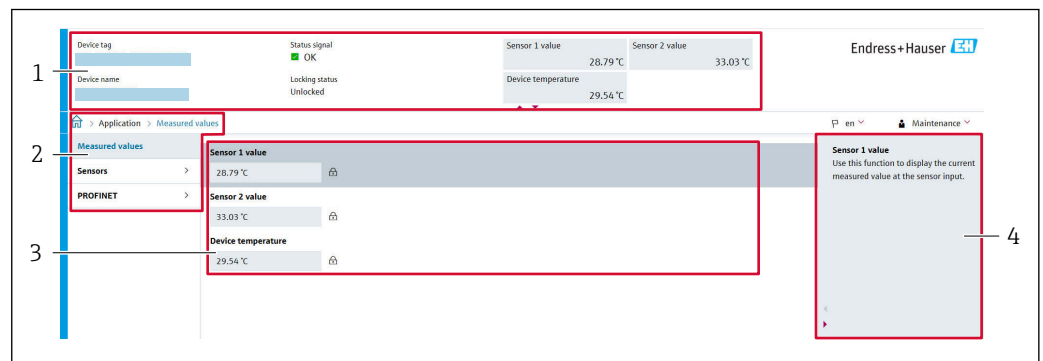 Device tag
Status signal
OK
Sensor 1 value
28.79 °C
Sensor 2 value
33.03 °C
Endress+Hauser EH
1
Device name
Locking status
Unlocked
Device temperature
29.54 °C
> Application > Measured values
en
Maintenance
2
Measured values
Sensors >
PROFINET >
Sensor 1 value
28.79 °C
Sensor 2 value
33.03 °C
3
Device temperature
29.54 °C
Sensor 1 value
Use this function to display the current
measured value at the sensor input.
4